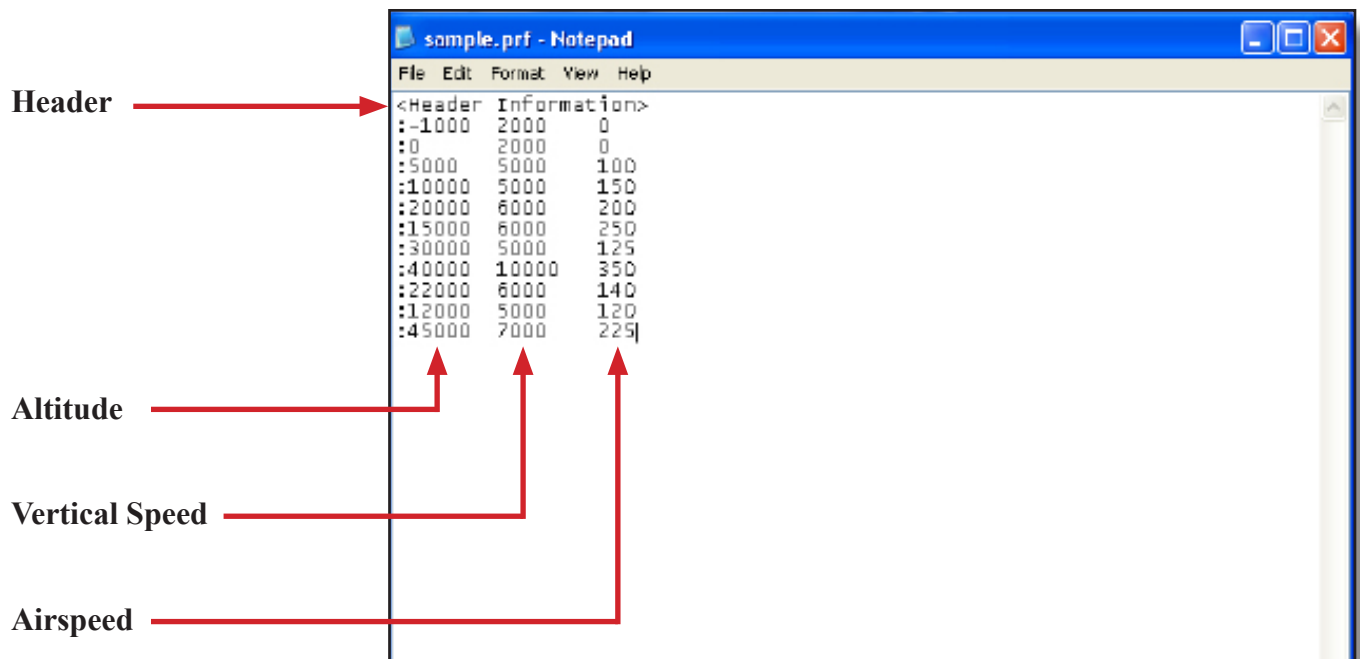 sample.prf - Notepad
File Edit Format View Help
Header
<Header Information>
:-1000 2000 0
:0 2000 0
:5000 5000 100
:10000 5000 150
:20000 6000 200
:15000 6000 250
:30000 5000 125
:40000 10000 350
:22000 6000 140
:12000 5000 120
:45000 7000 225
Altitude
Vertical Speed
Airspeed